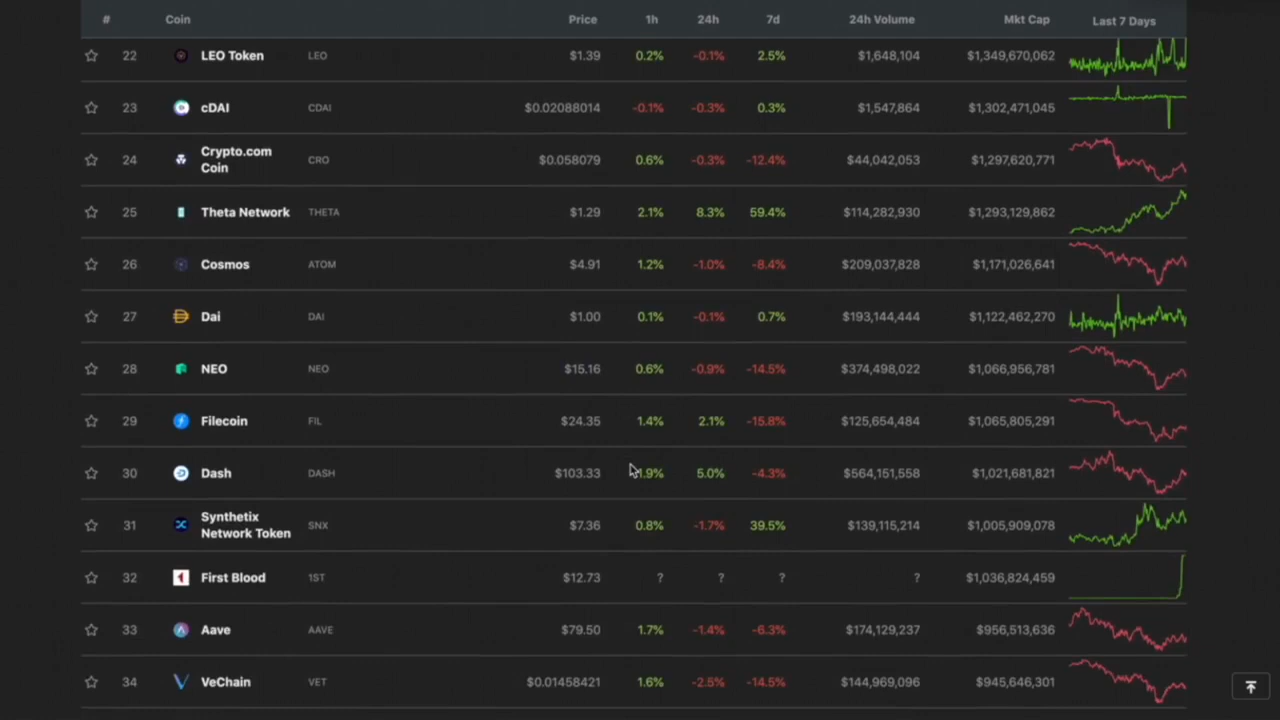 # Coin Price 1h 24h 7d 24h Volume Mkt Cap Last 7 Days
22 LEO Token LEO $1.39 0.2% -0.1% 2.5% $1,648,104 $1,349,670,062
23 cDAI CDAI $0.02088014 -0.1% -0.3% 0.3% $1,547,864 $1,302,471,045
24 Crypto.com Coin CRO $0.058079 0.6% -0.3% -12.4% $44,042,053 $1,297,620,771
25 Theta Network THETA $1.29 2.1% 8.3% 59.4% $114,282,930 $1,293,129,862
26 Cosmos ATOM $4.91 1.2% -1.0% -8.4% $209,037,828 $1,171,026,641
27 Dai DAI $1.00 0.1% -0.1% 0.7% $193,144,444 $1,122,462,270
28 NEO NEO $15.16 0.6% -0.9% -14.5% $374,498,022 $1,066,956,781
29 Filecoin FIL $24.35 1.4% 2.1% -15.8% $125,654,484 $1,065,805,291
30 Dash DASH $103.33 .9% 5.0% -4.3% $564,151,558 $1,021,681,821
31 Synthetix Network Token SNX $7.36 0.8% -1.7% 39.5% $139,115,214 $1,005,909,078
32 First Blood 1ST $12.73 ? ? ? ? $1,036,824,459
33 Aave AAVE $79.50 1.7% -1.4% -6.3% $174,129,237 $956,513,636
34 VeChain VET $0.01458421 1.6% -2.5% -14.5% $144,969,096 $945,646,301